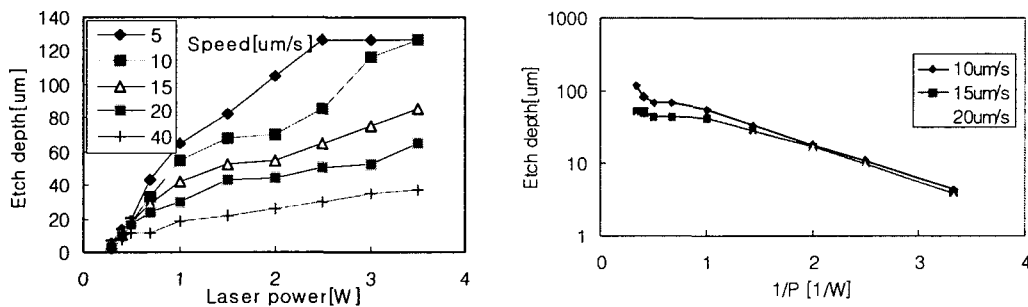 140
120
100
80
60
40
20
0
Etch depth[um]
Speed[um/s]
5
10
15
20
40
0 1 2 3 4
Laser power[W]
1000
100
10
1
Etch depth[um]
10um/s
15um/s
20um/s
0 1 2 3 4
1/P [1/W]